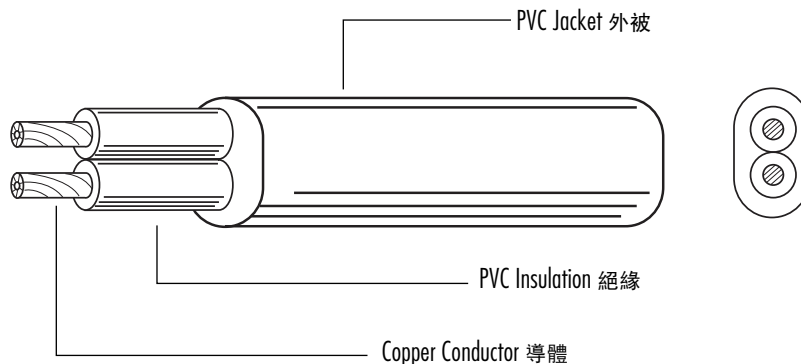 PVC Jacket 外被
PVC Insulation 絕緣
Copper Conductor 導體